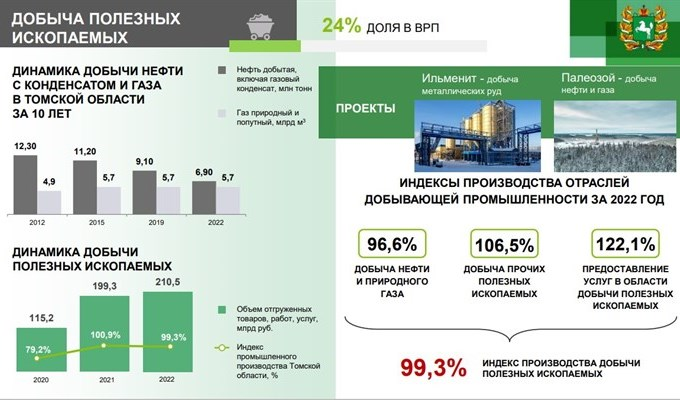 ДОБЫЧА ПОЛЕЗНЫХ
ИСКОПАЕМЫХ
24% ДОЛЯ В ВРП
ДИНАМИКА ДОБЫЧИ НЕФТИ
С КОНДЕНСАТОМ И ГАЗА
В ТОМСКОЙ ОБЛАСТИ
ЗА 10 ЛЕТ
Нефть добытая,
включая газовый
конденсат, млн тонн
Газ природный и
попутный, млрд м³
12,30
4,9
11,20
5,7
9,10
5,7
6,90
5,7
2012
2015
2019
2022
ПРОЕКТЫ
Ильменит - добыча
металлических руд
Палеозой - добыча
нефти и газа
ИНДЕКСЫ ПРОИЗВОДСТВА ОТРАСЛЕЙ
ДОБЫВАЮЩЕЙ ПРОМЫШЛЕННОСТИ ЗА 2022 ГОД
96,6%
ДОБЫЧА НЕФТИ
И ПРИРОДНОГО
ГАЗА
106,5%
ДОБЫЧА ПРОЧИХ
ПОЛЕЗНЫХ
ИСКОПАЕМЫХ
122,1%
ПРЕДОСТАВЛЕНИЕ
УСЛУГ В ОБЛАСТИ
ДОБЫЧИ ПОЛЕЗНЫХ
ИСКОПАЕМЫХ
99,3%
ИНДЕКС ПРОИЗВОДСТВА ДОБЫЧИ
ПОЛЕЗНЫХ ИСКОПАЕМЫХ
ДИНАМИКА ДОБЫЧИ
ПОЛЕЗНЫХ ИСКОПАЕМЫХ
115,2
199,3
210,5
79,2%
100,9%
99,3%
2020
2021
2022
Объем отгруженных
товаров, работ, услуг,
млрд руб.
Индекс
промышленного
производства Томской
области, %